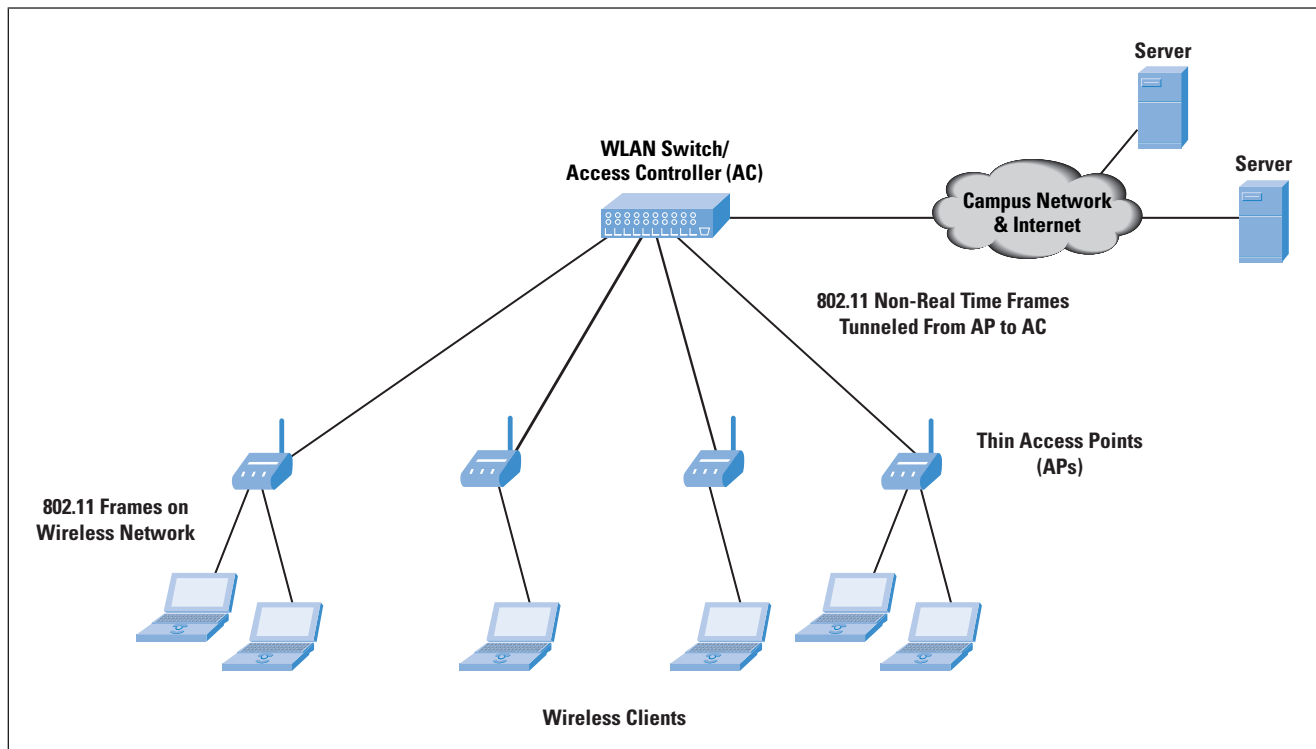 Server
WLAN Switch/
Access Controller (AC)
Server
Campus Network
& Internet
802.11 Non-Real Time Frames
Tunneled From AP to AC
Thin Access Points
(APs)
802.11 Frames on
Wireless Network
Wireless Clients